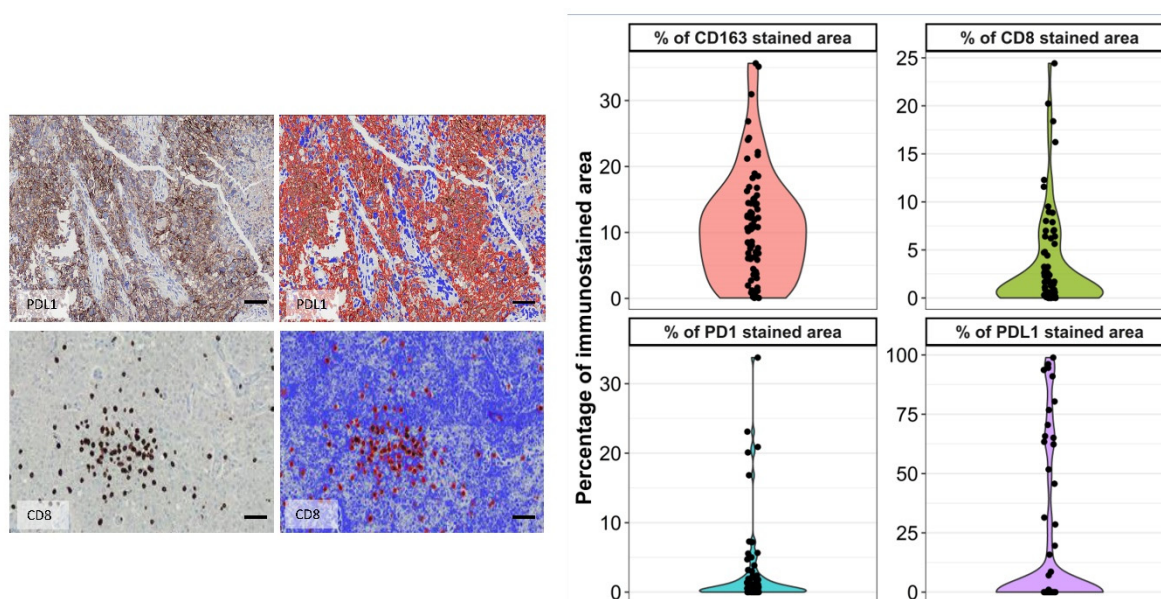 PDL1
PDL1
CD8
CD8
Percentage of immunostained area
% of CD163 stained area
30
20
10
0
% of CD8 stained area
25
20
15
10
5
0
% of PD1 stained area
30
20
10
0
% of PDL1 stained area
100
75
50
25
0